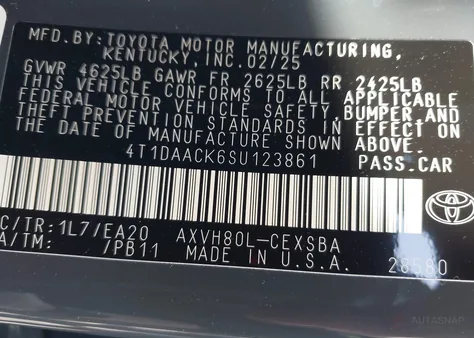 MFD.BY:TOYOTA MOTOR MANUFACTURING,
KENTUCKY,INC.02/25
GVWR 4625LB GAWR FR 2625LB RR 2425LB
THIS VEHICLE CONFORMS TO ALL APPLICABLE
FEDERAL MOTOR VEHICLE SAFETY,BUMPER,AND
THEFT PREVENTION STANDARDS IN EFFECT ON
THE DATE OF MANUFACTURE SHOWN ABOVE.
4T1DAACK6SU123861 PASS.CAR
C/TR:1L7/EA20 AXVH80L-CEXSBA
A/TM: /PB11 MADE IN U.S.A. 28580
AUTASNAP